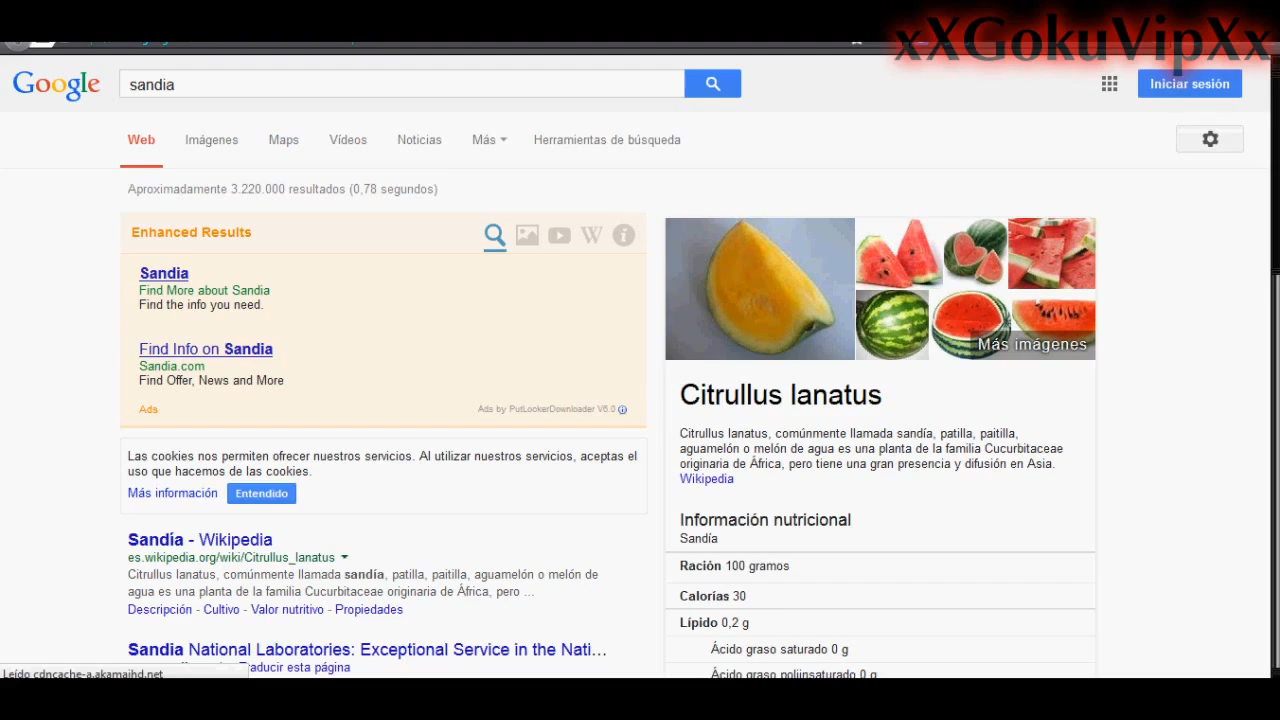 xXGokuVipXx
Google
sandia
Iniciar sesión
Web
Imágenes
Maps
Vídeos
Noticias
Más
Herramientas de búsqueda
Aproximadamente 3.220.000 resultados (0,78 segundos)
Enhanced Results
W
i
Sandia
Find More about Sandia
Find the info you need.
Find Info on Sandia
Sandia.com
Find Offer, News and More
Ads
Ads by PutLookerDownloader V6.0
Las cookies nos permiten ofrecer nuestros servicios. Al utilizar nuestros servicios, aceptas el
uso que hacemos de las cookies.
Más información
Entendido
Sandía - Wikipedia
es.wikipedia.org/wiki/Citrullus_lanatus
Citrullus lanatus, comúnmente llamada sandía, patilla, paitilla, aguamelón o melón de
agua es una planta de la familia Cucurbitaceae originaria de África, pero ...
Descripción - Cultivo - Valor nutritivo - Propiedades
Sandia National Laboratories: Exceptional Service in the Nati...
Traducir esta página
Leído cdncache-a.akamaihd.net
Más imágenes
Citrullus lanatus
Citrullus lanatus, comúnmente llamada sandía, patilla, paitilla,
aguamelón o melón de agua es una planta de la familia Cucurbitaceae
originaria de África, pero tiene una gran presencia y difusión en Asia.
Wikipedia
Información nutricional
Sandía
Ración 100 gramos
Calorías 30
Lípido 0,2 g
Ácido graso saturado 0 g
Ácido graso poliinsaturado 0 g